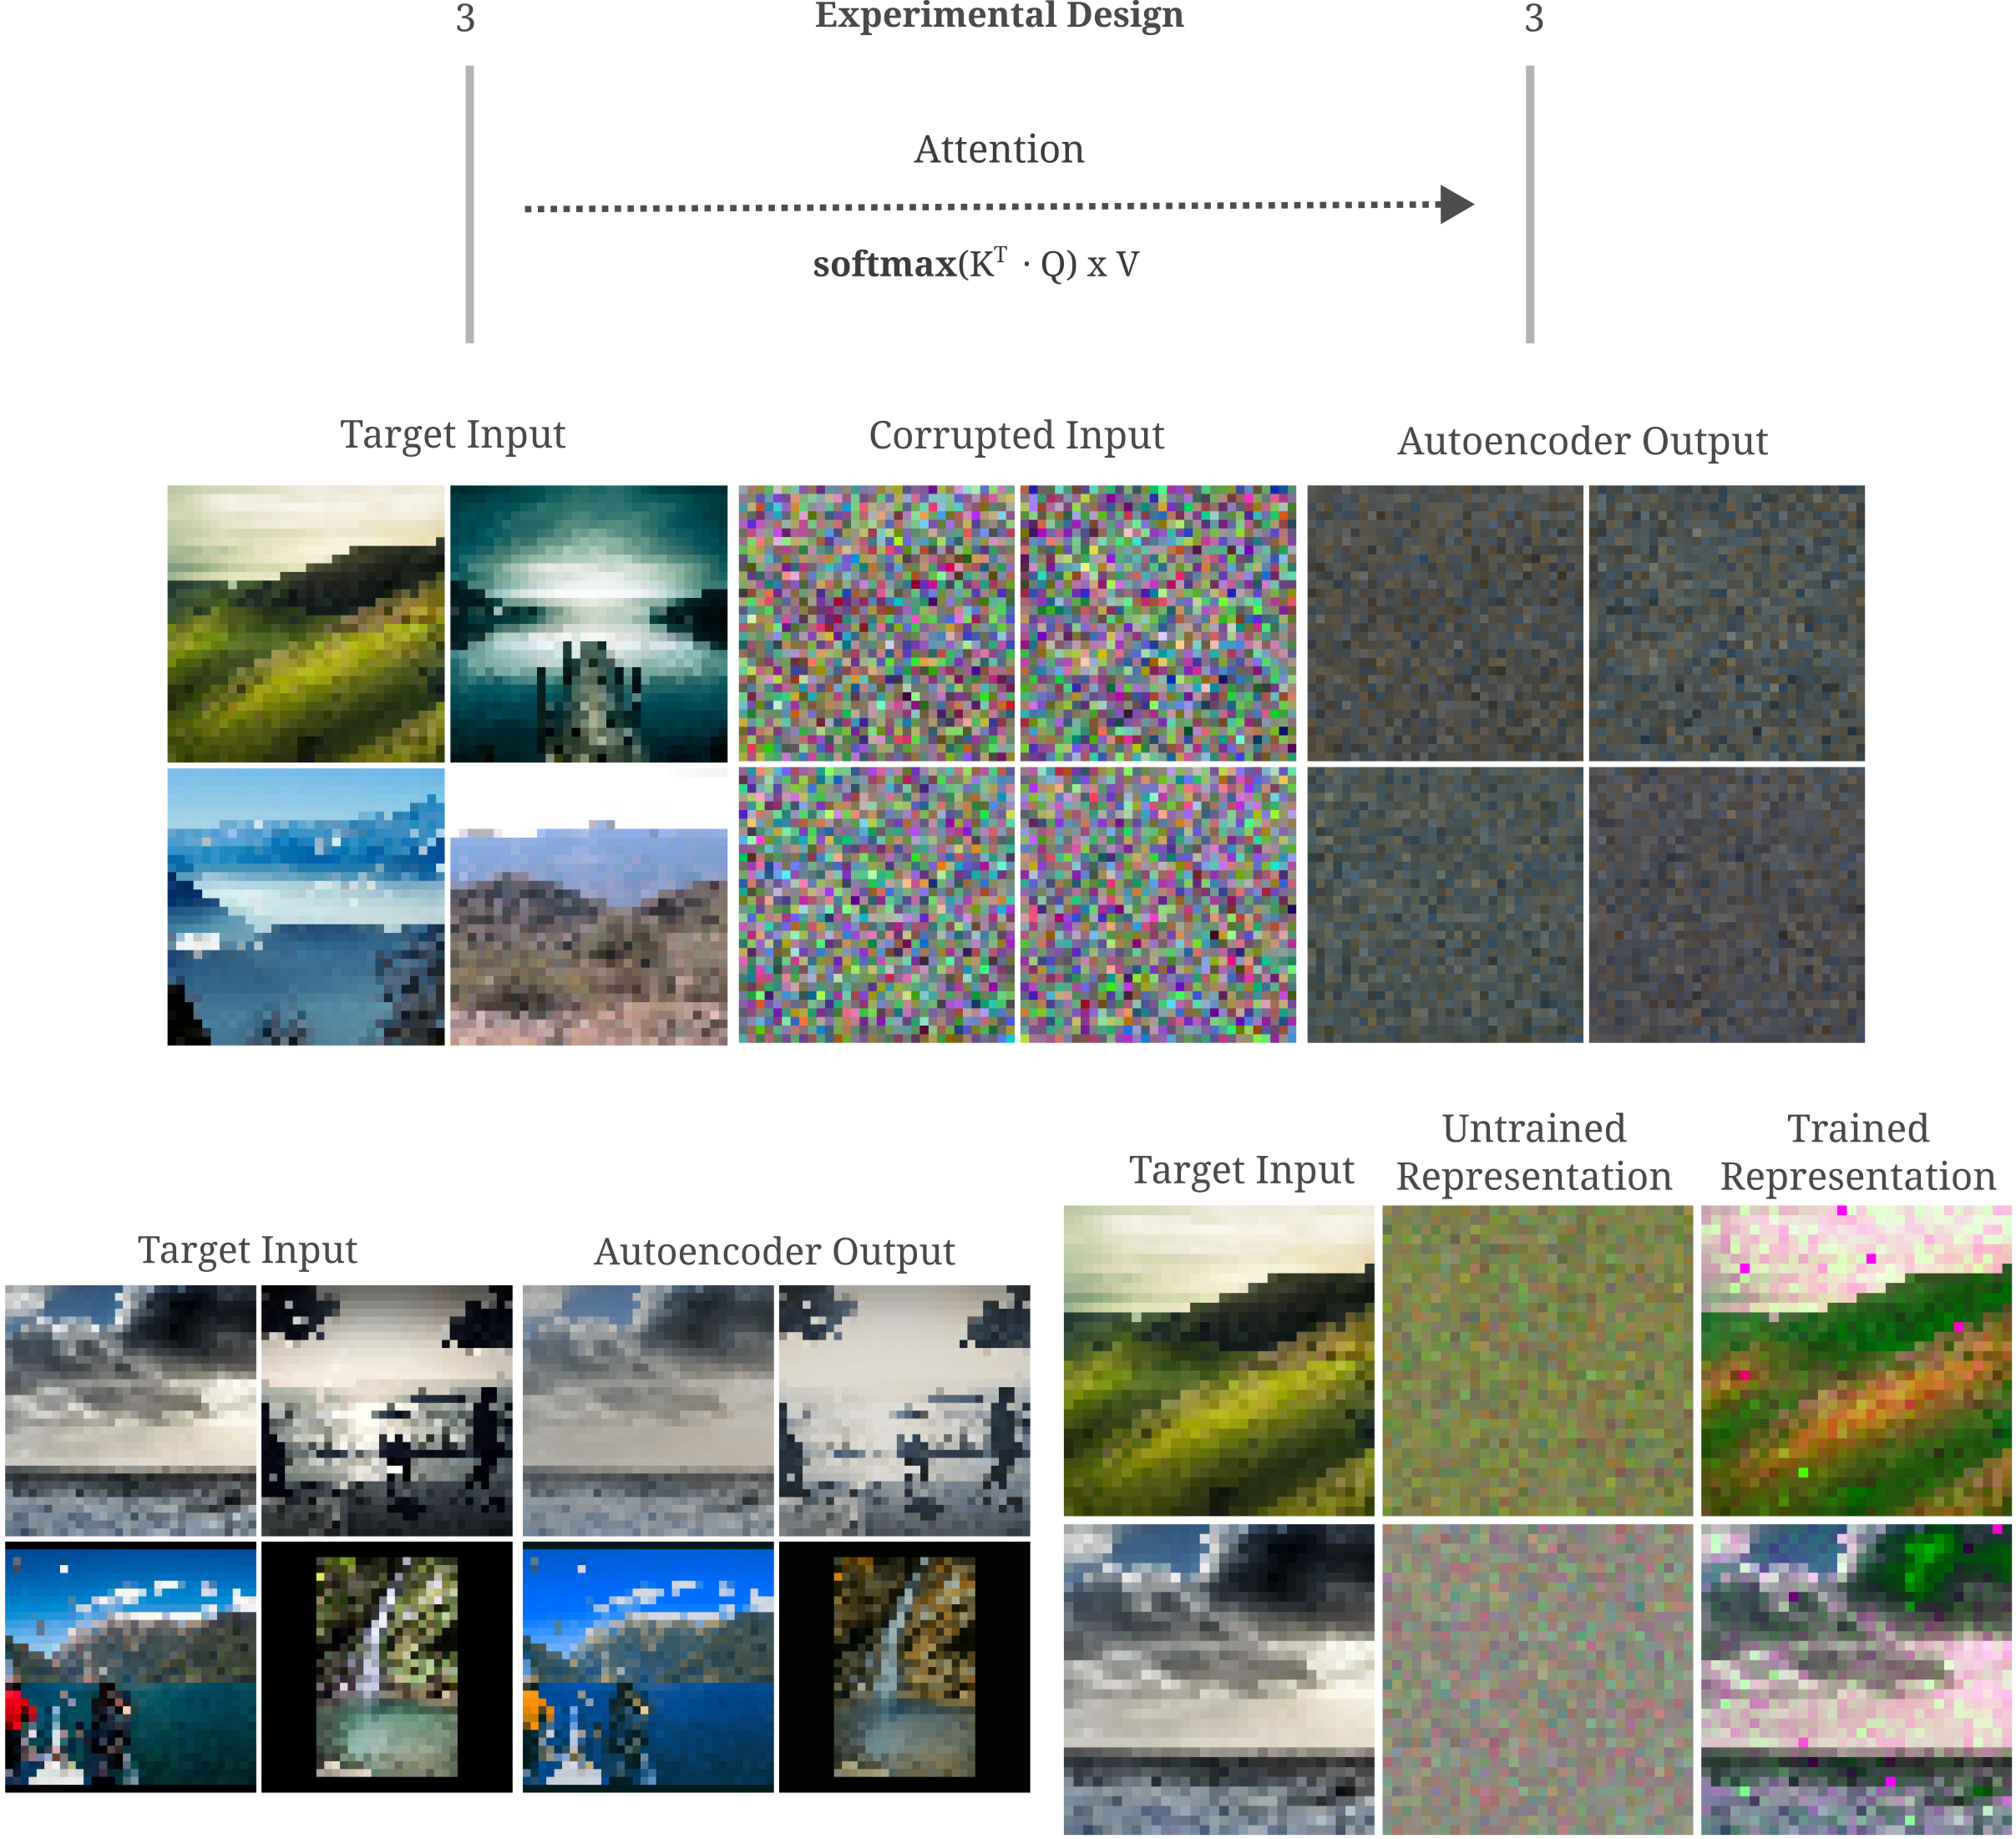 3 Experimental Design 3
Attention
softmax(Kᵀ · Q) x V
Target Input Corrupted Input Autoencoder Output
Untrained Trained
Target Input Representation Representation
Target Input Autoencoder Output